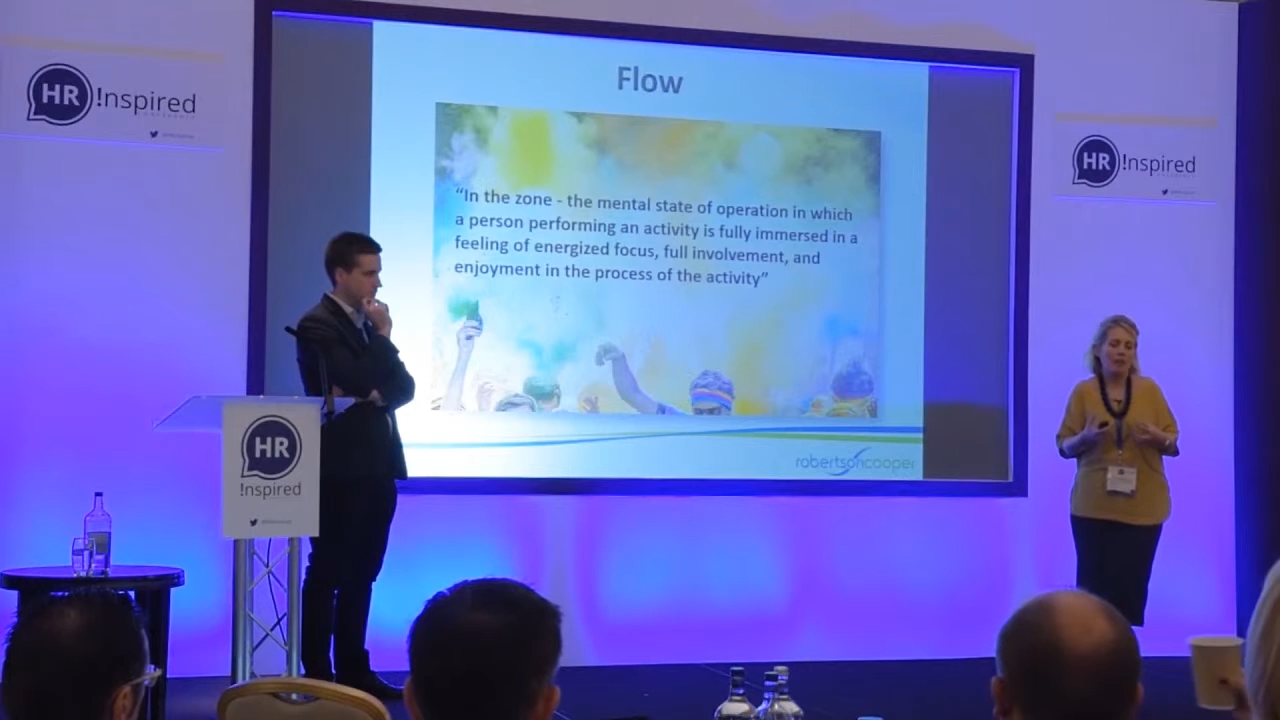 Flow
“In the zone - the mental state of operation in which
a person performing an activity is fully immersed in a
feeling of energized focus, full involvement, and
enjoyment in the process of the activity”
robertsoncooper
HR !nspired
CONFERENCE
HR !nspired
HR
!nspired